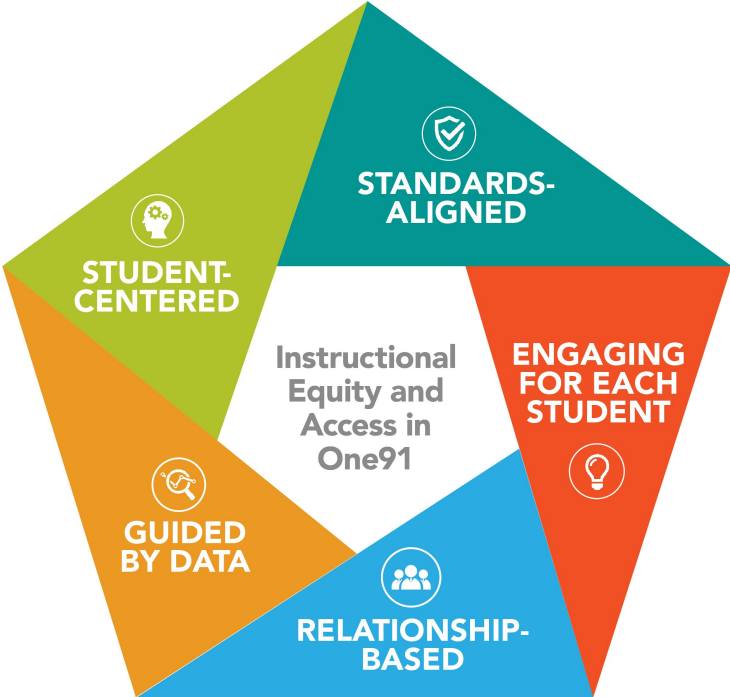 STANDARDS-
ALIGNED
STUDENT-
CENTERED
Instructional
Equity and
Access in
One91
ENGAGING
FOR EACH
STUDENT
GUIDED
BY DATA
RELATIONSHIP-
BASED